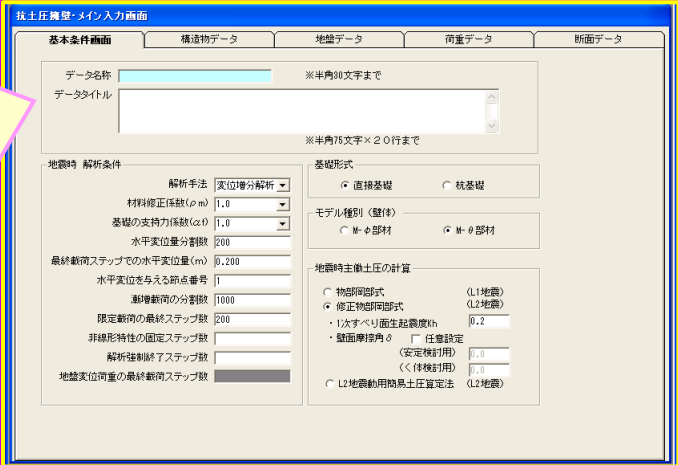 抗土圧擁壁・メイン入力画面
基本条件画面
構造物データ
地盤データ
荷重データ
断面データ
データ名称
※半角30文字まで
データタイトル
※半角75文字×20行まで
地震時 解析条件
解析手法 変位増分解析
材料修正係数(ρm) 1.0
基礎の支持力係数(αf) 1.0
水平変位量分割数 200
最終載荷ステップでの水平変位量(m) 0.200
水平変位を与える節点番号 1
漸増載荷の分割数 1000
限定載荷の最終ステップ数 200
非線形特性の固定ステップ数
解析強制終了ステップ数
地盤変位荷重の最終載荷ステップ数
基礎形式
直接基礎 杭基礎
モデル種別（壁体）
M-φ部材 M-θ部材
地震時主働土圧の計算
物部岡部式 (L1地震)
修正物部岡部式 (L2地震)
・1次すべり面生起震度Kh 0.2
・壁面摩擦角δ 任意設定
(安定検討用) 0.0
(く体検討用) 0.0
L2地震動用簡易土圧算定法 (L2地震)